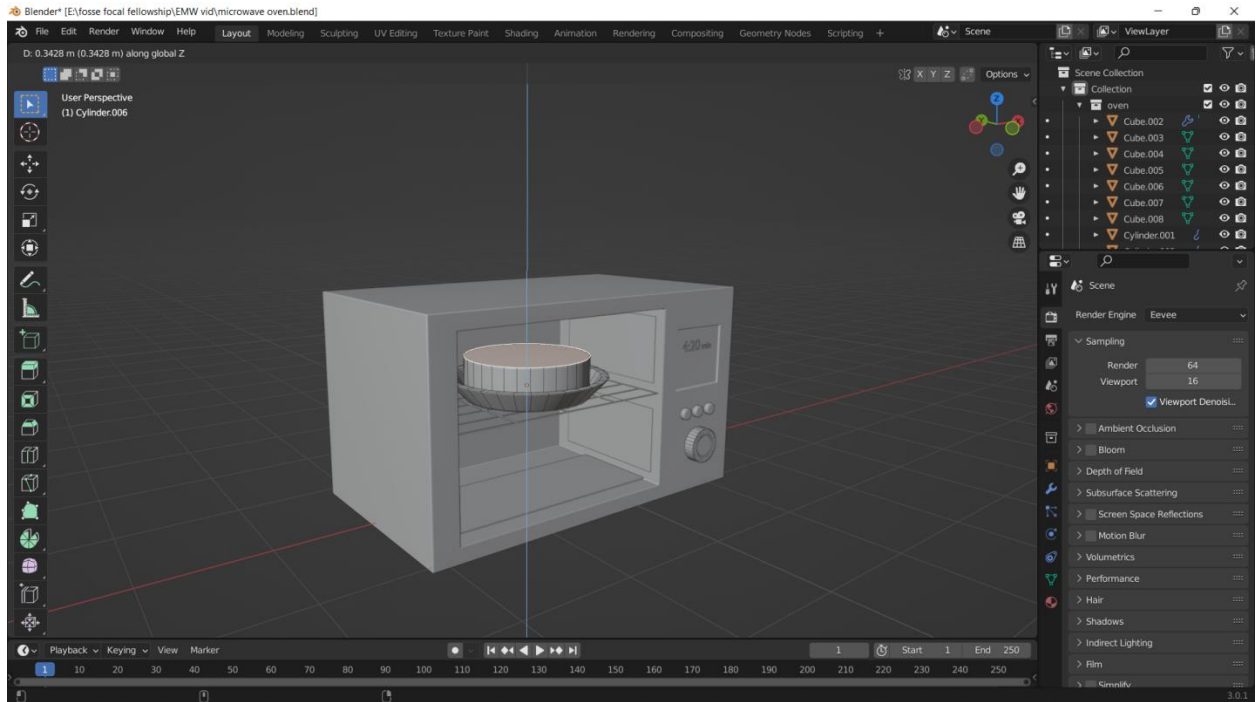 Blender* [E:\fosse focal fellowship\EMW vid\microwave oven.blend]
File Edit Render Window Help Layout Modeling Sculpting UV Editing Texture Paint Shading Animation Rendering Compositing Geometry Nodes Scripting + Scene ViewLayer
D: 0.3428 m (0.3428 m) along global Z
X Y Z Options
User Perspective
(1) Cylinder.006
Z
Scene Collection
Collection
oven
Cube.002
Cube.003
Cube.004
Cube.005
Cube.006
Cube.007
Cube.008
Cylinder.001
4:20 min
Scene
Render Engine Eevee
Sampling
Render 64
Viewport 16
Viewport Denoisi...
Ambient Occlusion
Bloom
Depth of Field
Subsurface Scattering
Screen Space Reflections
Motion Blur
Volumetrics
Performance
Hair
Shadows
Indirect Lighting
Film
Simplify
Playback Keying View Marker 1 Start 1 End 250
1 10 20 30 40 50 60 70 80 90 100 110 120 130 140 150 160 170 180 190 200 210 220 230 240 250
3.0.1